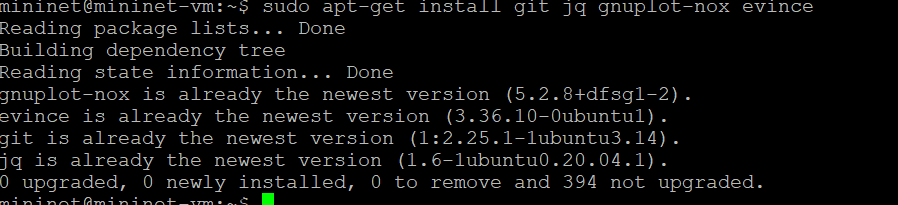 mininet@mininet-vm:~$ sudo apt-get install git jq gnuplot-nox evince
Reading package lists... Done
Building dependency tree
Reading state information... Done
gnuplot-nox is already the newest version (5.2.8+dfsg1-2).
evince is already the newest version (3.36.10-0ubuntu1).
git is already the newest version (1:2.25.1-1ubuntu3.14).
jq is already the newest version (1.6-1ubuntu0.20.04.1).
0 upgraded, 0 newly installed, 0 to remove and 394 not upgraded.
mininet@mininet-vm:~$